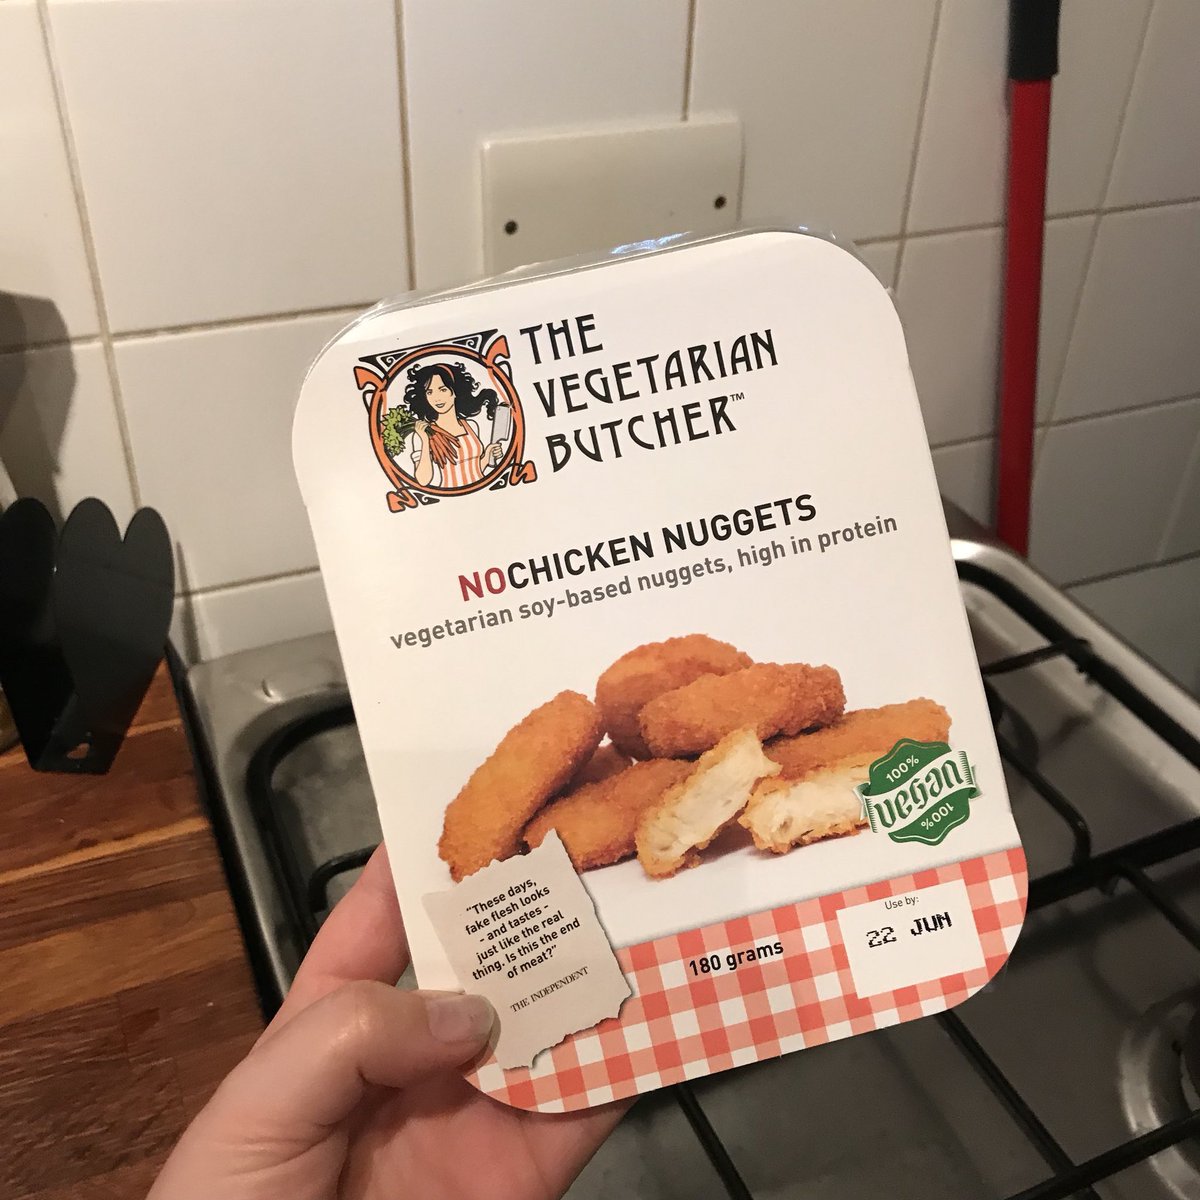 THE
VEGETARIAN
BUTCHER™
NOCHICKEN NUGGETS
vegetarian soy-based nuggets, high in protein
100%
vegan
100%
"These days,
fake flesh looks
- and tastes -
just like the real
thing. Is this the end
of meat?"
THE INDEPENDENT
180 grams
Use by:
22 JUN